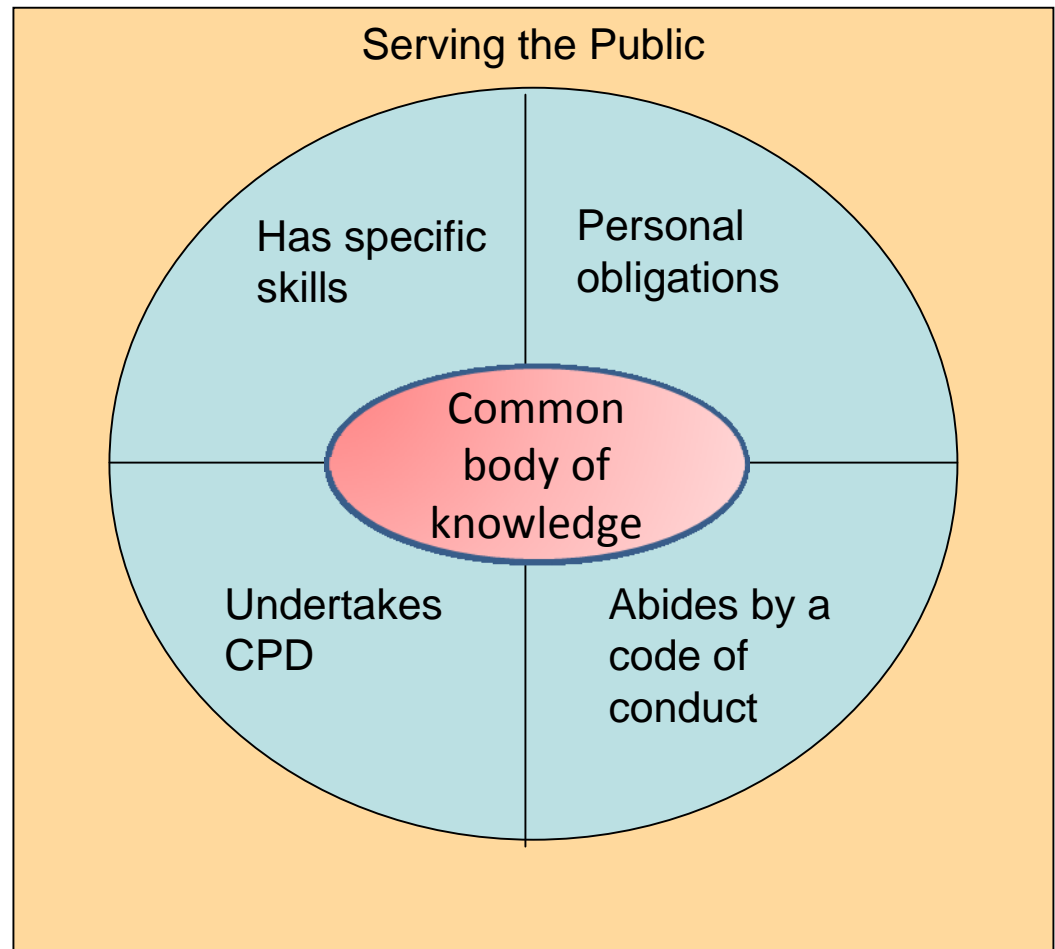 Serving the Public
Has specific
skills
Personal
obligations
Common
body of
knowledge
Undertakes
CPD
Abides by a
code of
conduct